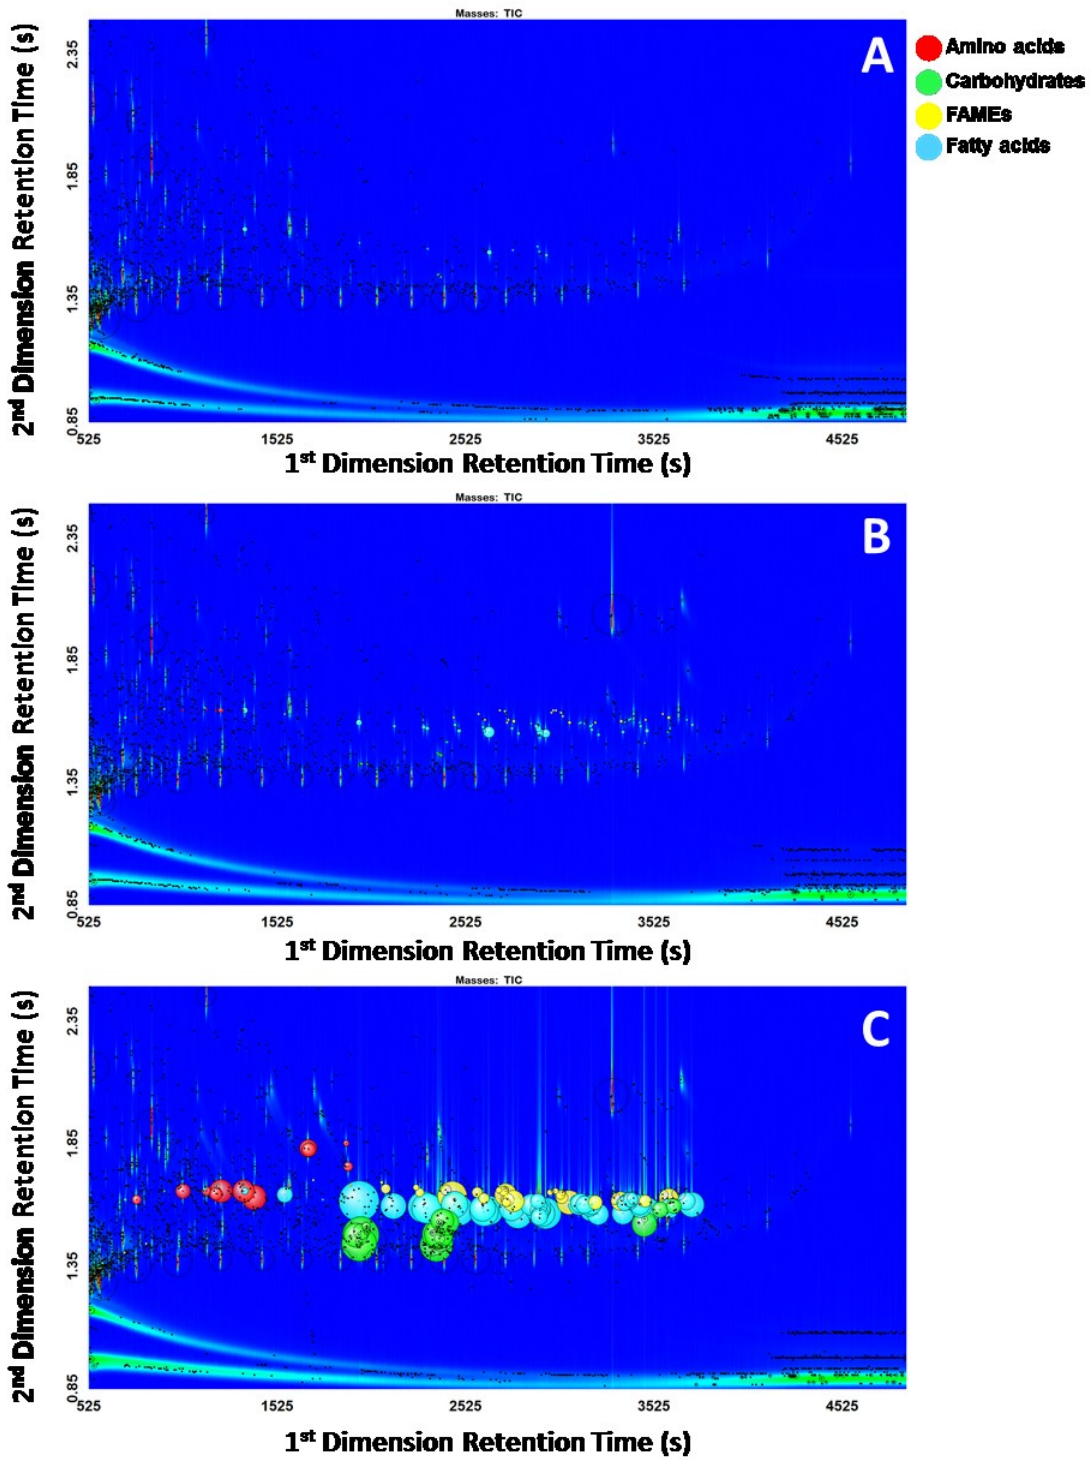 Masses: TIC
A
Amino acids
Carbohydrates
FAMEs
Fatty acids
2nd Dimension Retention Time (s)
2.35
1.85
1.35
0.85
525 1525 2525 3525 4525
1st Dimension Retention Time (s)
Masses: TIC
B
2nd Dimension Retention Time (s)
2.35
1.85
1.35
0.85
525 1525 2525 3525 4525
1st Dimension Retention Time (s)
Masses: TIC
C
2nd Dimension Retention Time (s)
2.35
1.85
1.35
0.85
525 1525 2525 3525 4525
1st Dimension Retention Time (s)